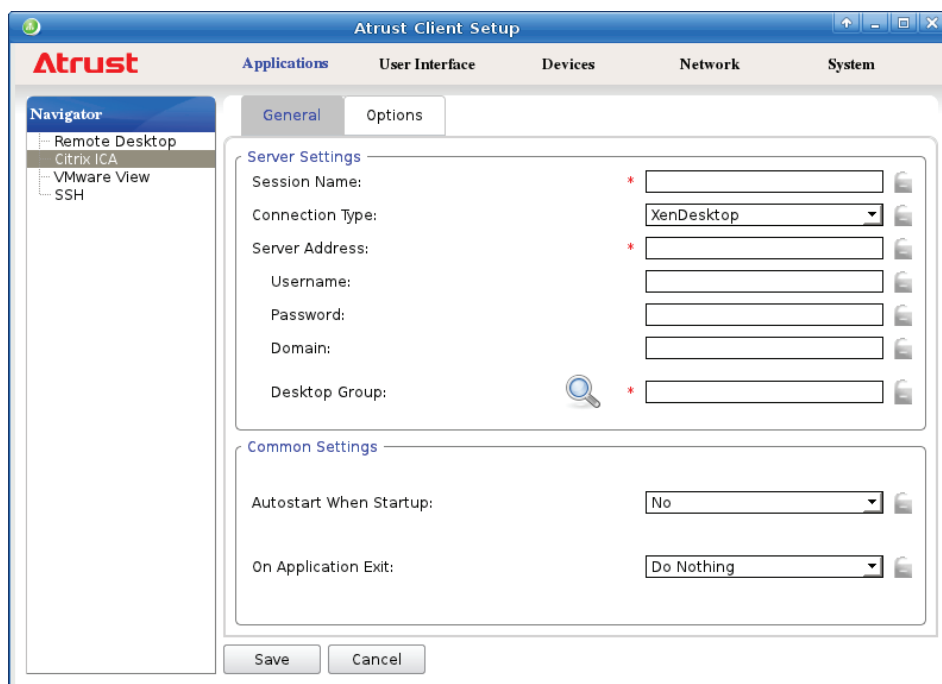 Atrust Client Setup
Atrust
Applications User Interface Devices Network System
Navigator
Remote Desktop
Citrix ICA
VMware View
SSH
General Options
Server Settings
Session Name: *
Connection Type: XenDesktop
Server Address: *
Username:
Password:
Domain:
Desktop Group: *
Common Settings
Autostart When Startup: No
On Application Exit: Do Nothing
Save Cancel